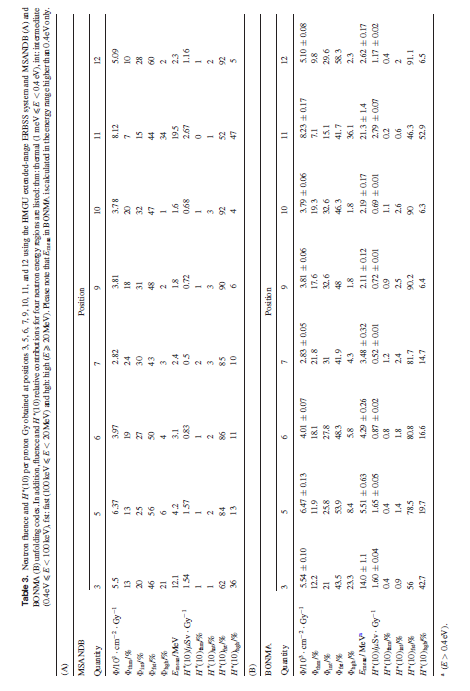 Table 3. Neutron fluence and H*(10) per proton Gy obtained at positions 3, 5, 6, 7, 9, 10, 11, and 12 using the HMGU extended-range ERBSS system and MSANDB (A) and
BONMA (B) unfolding codes. In addition, fluence and H*(10) relative contributions for four neutron energy regions are listed: thm: thermal (1 meV ⩽ E < 0.4 eV), int: intermediate
(0.4 eV ⩽ E < 100 keV), fst: fast (100 keV ⩽ E < 20 MeV) and hgh: high (E ⩾ 20 MeV). Please note that Emean in BONMA is calculated in the energy range higher than 0.4 eV only.
(A)
MSANDB Position
Quantity 3 5 6 7 9 10 11 12
Φ/10⁵ · cm⁻² · Gy⁻¹ 5.5 6.37 3.97 2.82 3.81 3.78 8.12 5.09
Φthm/% 13 13 19 24 18 20 7 10
Φint/% 20 25 27 30 31 32 15 28
Φfst/% 46 56 50 43 48 47 44 60
Φhgh/% 21 6 4 3 2 1 34 2
Emean/MeV 12.1 4.2 3.1 2.4 1.8 1.6 19.5 2.3
H*(10)/μSv · Gy⁻¹ 1.54 1.57 0.83 0.5 0.72 0.68 2.67 1.16
H*(10)thm/% 1 1 1 2 1 1 0 1
H*(10)int/% 1 2 2 3 3 3 1 2
H*(10)fst/% 62 84 86 85 90 92 52 92
H*(10)hgh/% 36 13 11 10 6 4 47 5
(B)
BONMA Position
Quantity 3 5 6 7 9 10 11 12
Φ/10⁵ · cm⁻² · Gy⁻¹ 5.54 ± 0.10 6.47 ± 0.13 4.01 ± 0.07 2.83 ± 0.05 3.81 ± 0.06 3.79 ± 0.06 8.23 ± 0.17 5.10 ± 0.08
Φthm/% 12.2 11.9 18.1 21.8 17.6 19.3 7.1 9.8
Φint/% 21 25.8 27.8 31 32.6 32.6 15.1 29.6
Φfst/% 43.5 53.9 48.3 41.9 48 46.3 41.7 58.3
Φhgh/% 23.3 8.4 5.8 4.3 1.8 1.8 36.1 2.3
Emean/MeVᵃ 14.0 ± 1.1 5.51 ± 0.63 4.29 ± 0.26 3.48 ± 0.32 2.11 ± 0.12 2.19 ± 0.17 21.3 ± 1.4 2.62 ± 0.17
H*(10)/μSv · Gy⁻¹ 1.60 ± 0.04 1.65 ± 0.05 0.87 ± 0.02 0.52 ± 0.01 0.72 ± 0.01 0.69 ± 0.01 2.79 ± 0.07 1.17 ± 0.02
H*(10)thm/% 0.4 0.4 0.8 1.2 0.9 1.1 0.2 0.4
H*(10)int/% 0.9 1.4 1.8 2.4 2.5 2.6 0.6 2
H*(10)fst/% 56 78.5 80.8 81.7 90.2 90 46.3 91.1
H*(10)hgh/% 42.7 19.7 16.6 14.7 6.4 6.3 52.9 6.5
ᵃ (E > 0.4 eV).